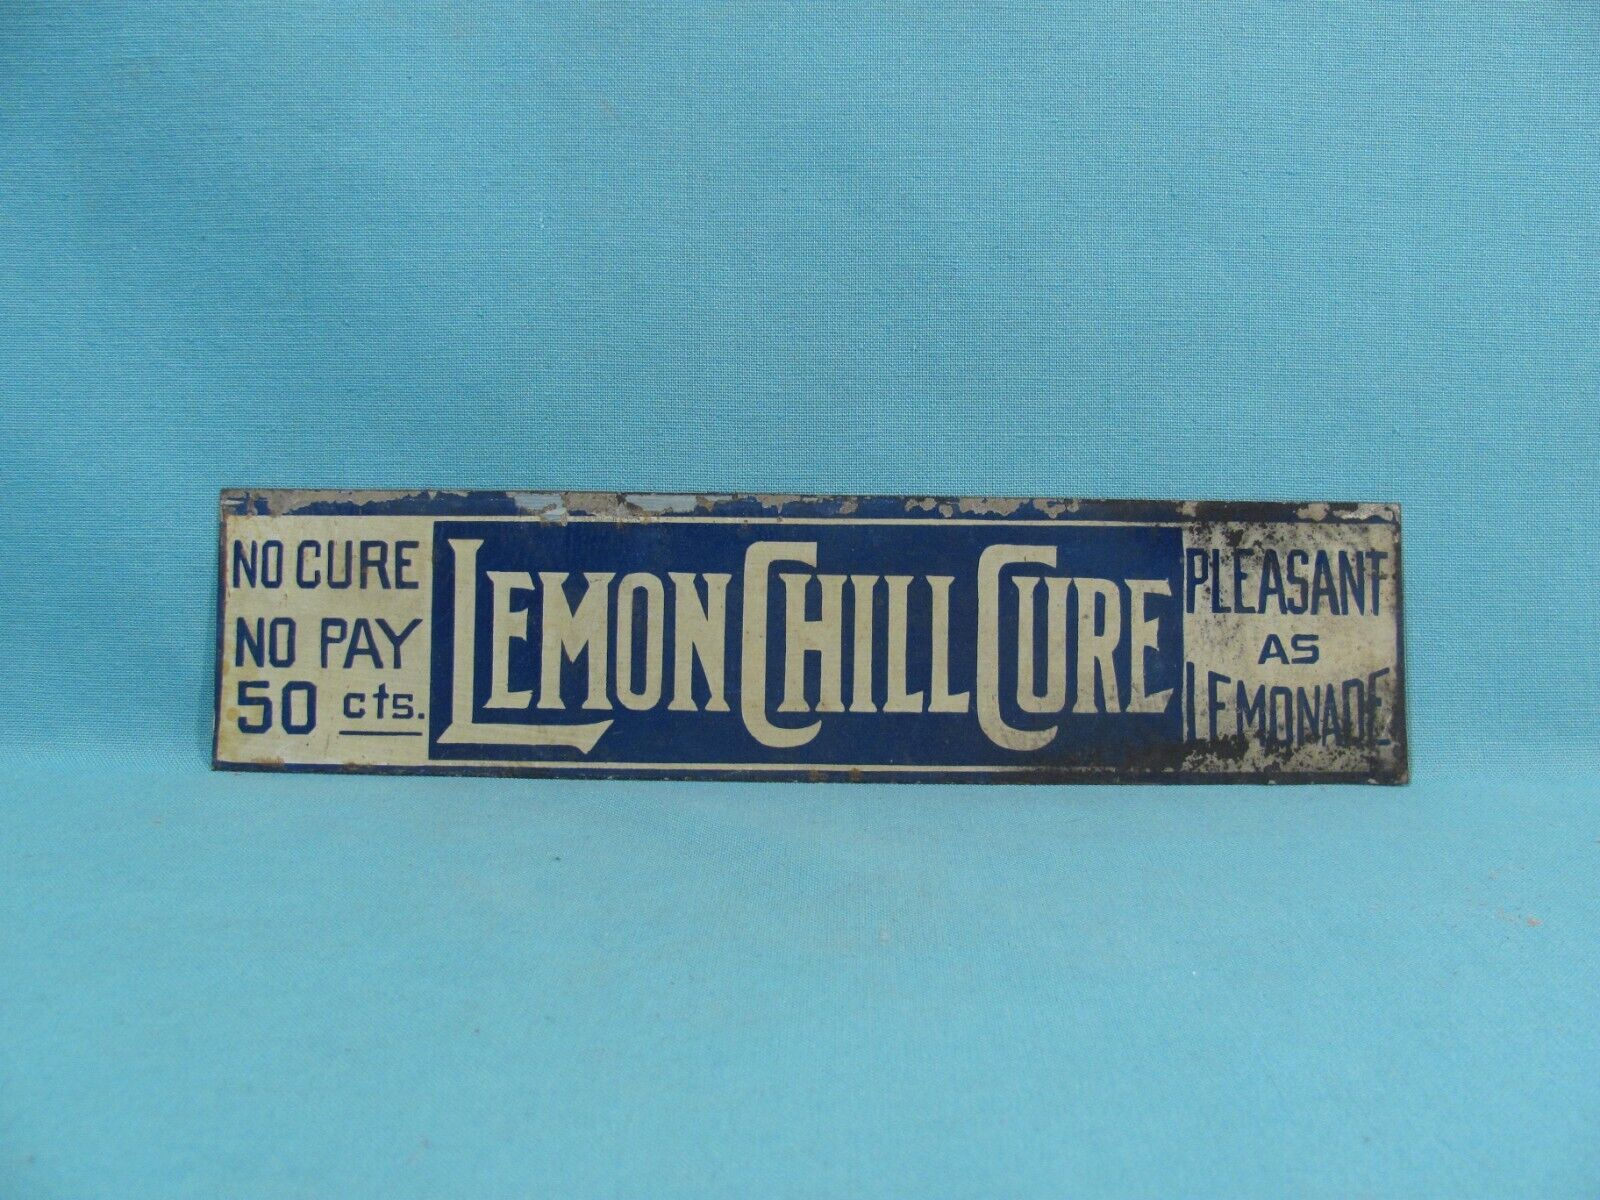 NO CURE
NO PAY
50 cts.
LEMON CHILL CURE
PLEASANT
AS
LEMONADE